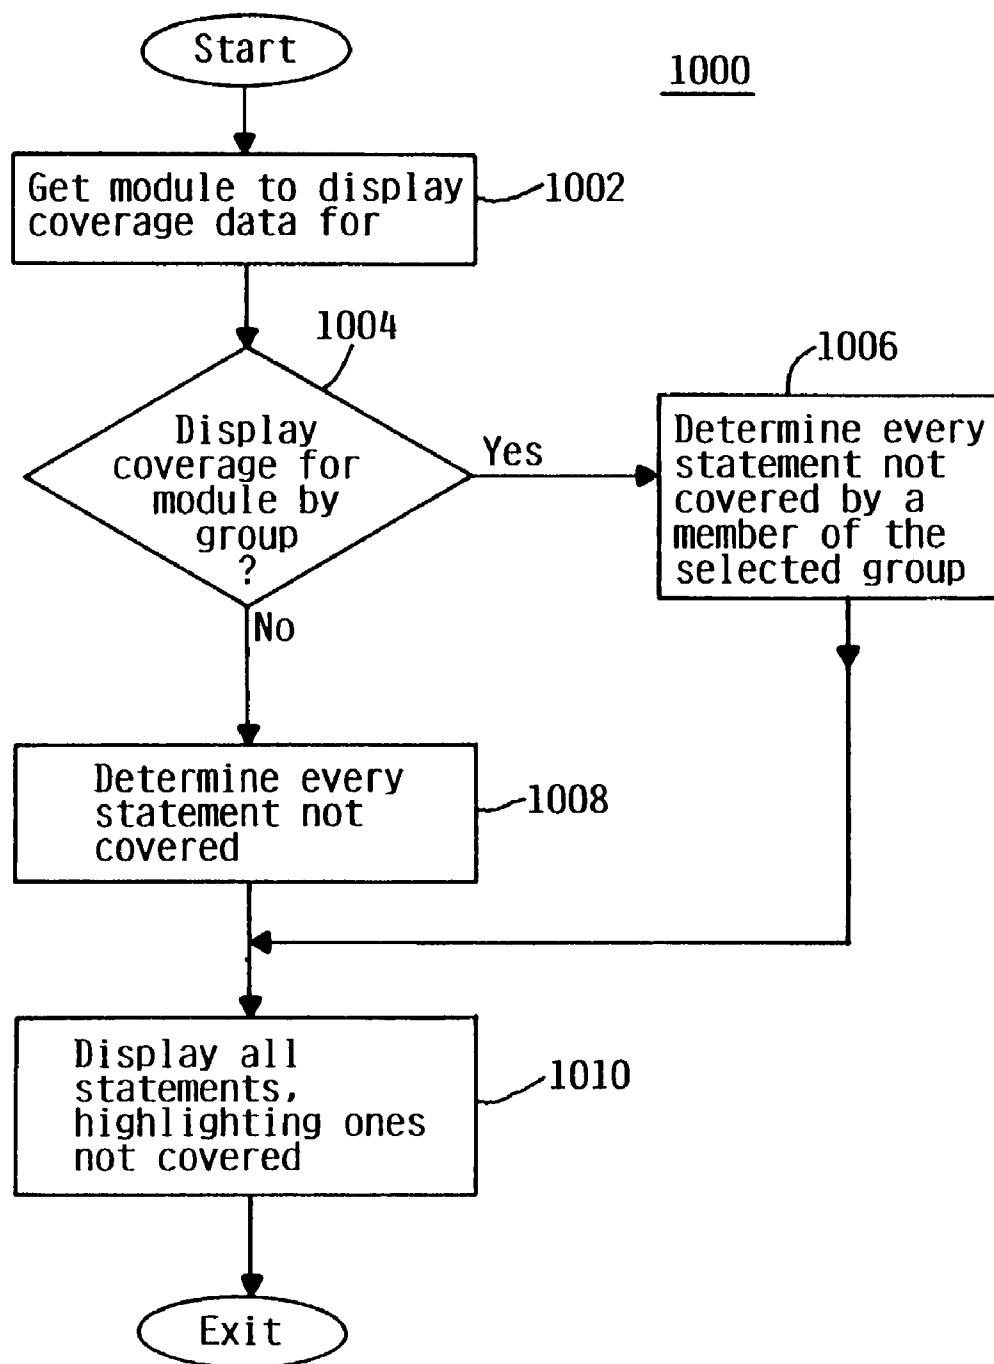 Start
1000
Get module to display
coverage data for
1002
1004
Display
coverage for
module by
group
?
Yes
1006
Determine every
statement not
covered by a
member of the
selected group
No
Determine every
statement not
covered
1008
Display all
statements,
highlighting ones
not covered
1010
Exit